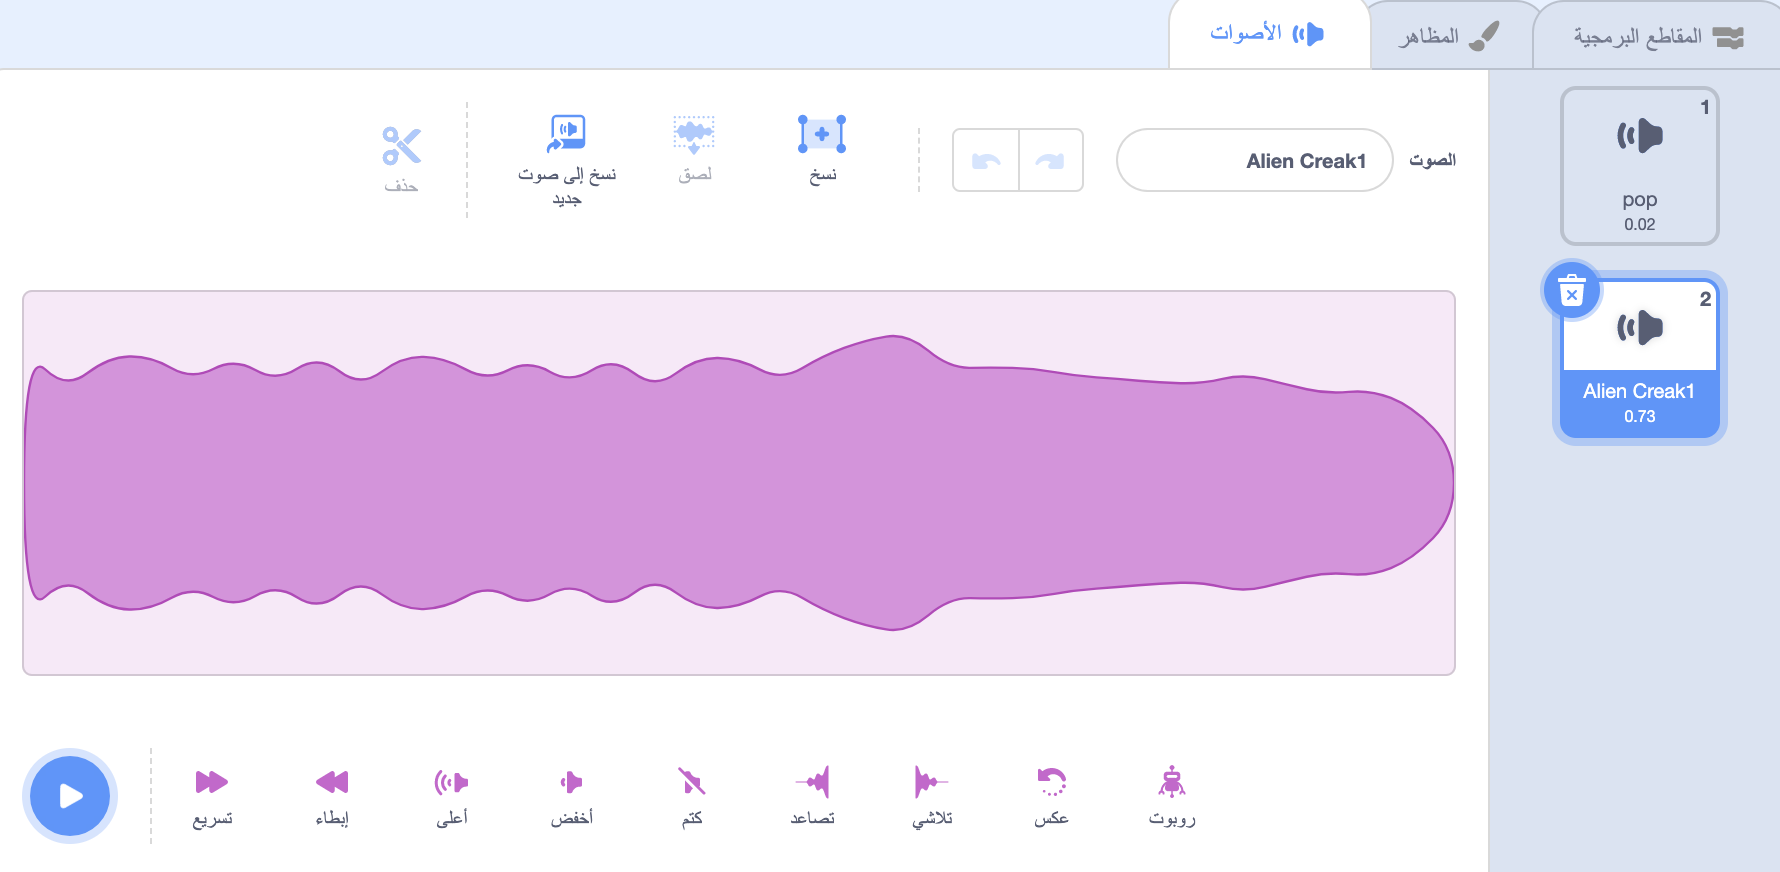 المقاطع البرمجية
المظاهر
الأصوات
1
pop
0.02
2
Alien Creak1
0.73
الصوت
Alien Creak1
نسخ
لصق
نسخ إلى صوت
جديد
حذف
روبوت
عكس
تلاشي
تصاعد
كتم
أخفض
أعلى
إبطاء
تسريع